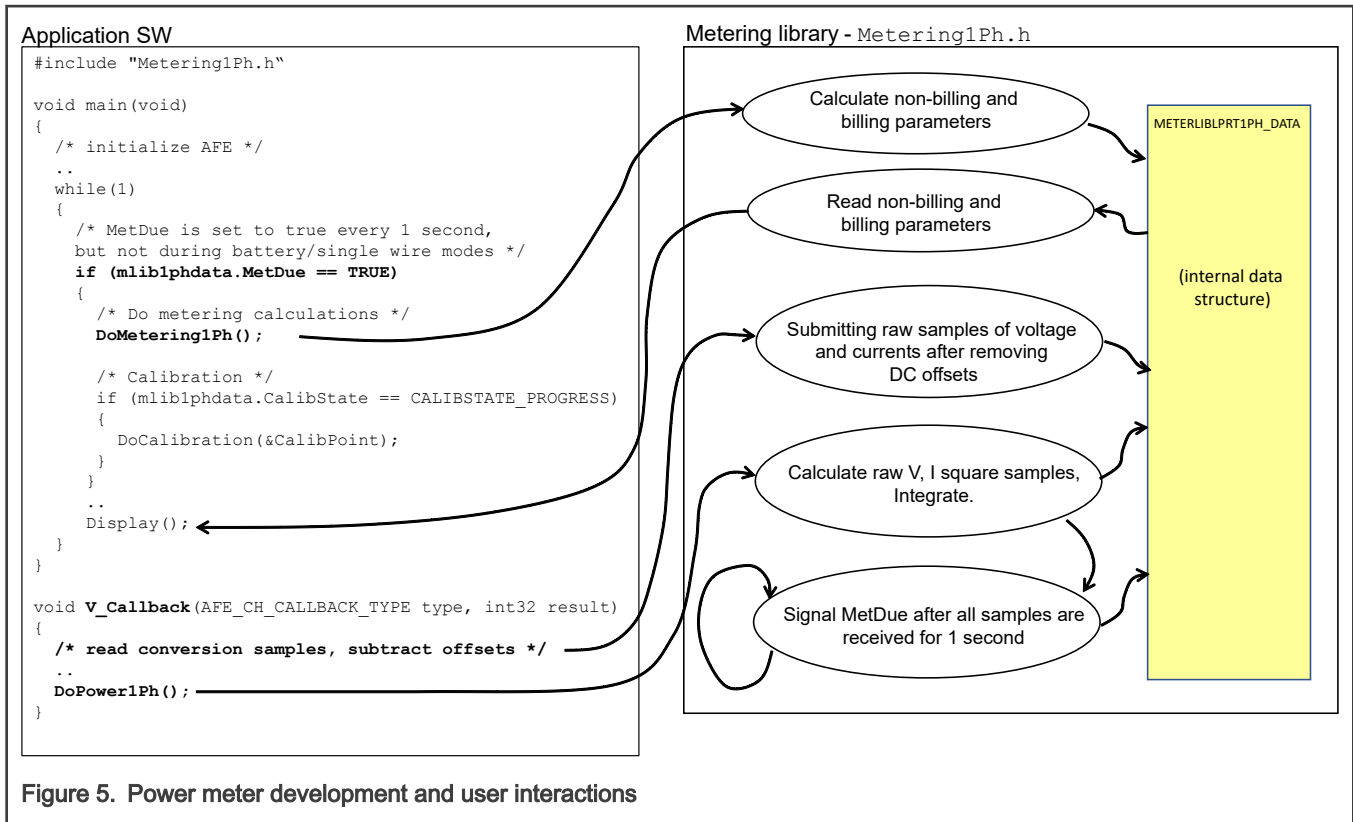 Application SW
#include "Metering1Ph.h“
void main(void)
{
/* initialize AFE */
..
while(1)
{
/* MetDue is set to true every 1 second,
but not during battery/single wire modes */
if (mlib1phdata.MetDue == TRUE)
{
/* Do metering calculations */
DoMetering1Ph();
/* Calibration */
if (mlib1phdata.CalibState == CALIBSTATE_PROGRESS)
{
DoCalibration(&CalibPoint);
}
}
..
Display();
}
}
void V_Callback(AFE_CH_CALLBACK_TYPE type, int32 result)
{
/* read conversion samples, subtract offsets */
..
DoPower1Ph();
}
Metering library - Metering1Ph.h
Calculate non-billing and
billing parameters
Read non-billing and
billing parameters
Submitting raw samples of voltage
and currents after removing
DC offsets
Calculate raw V, I square samples,
Integrate.
Signal MetDue after all samples are
received for 1 second
METERLIBLPRT1PH_DATA
(internal data
structure)
Figure 5. Power meter development and user interactions